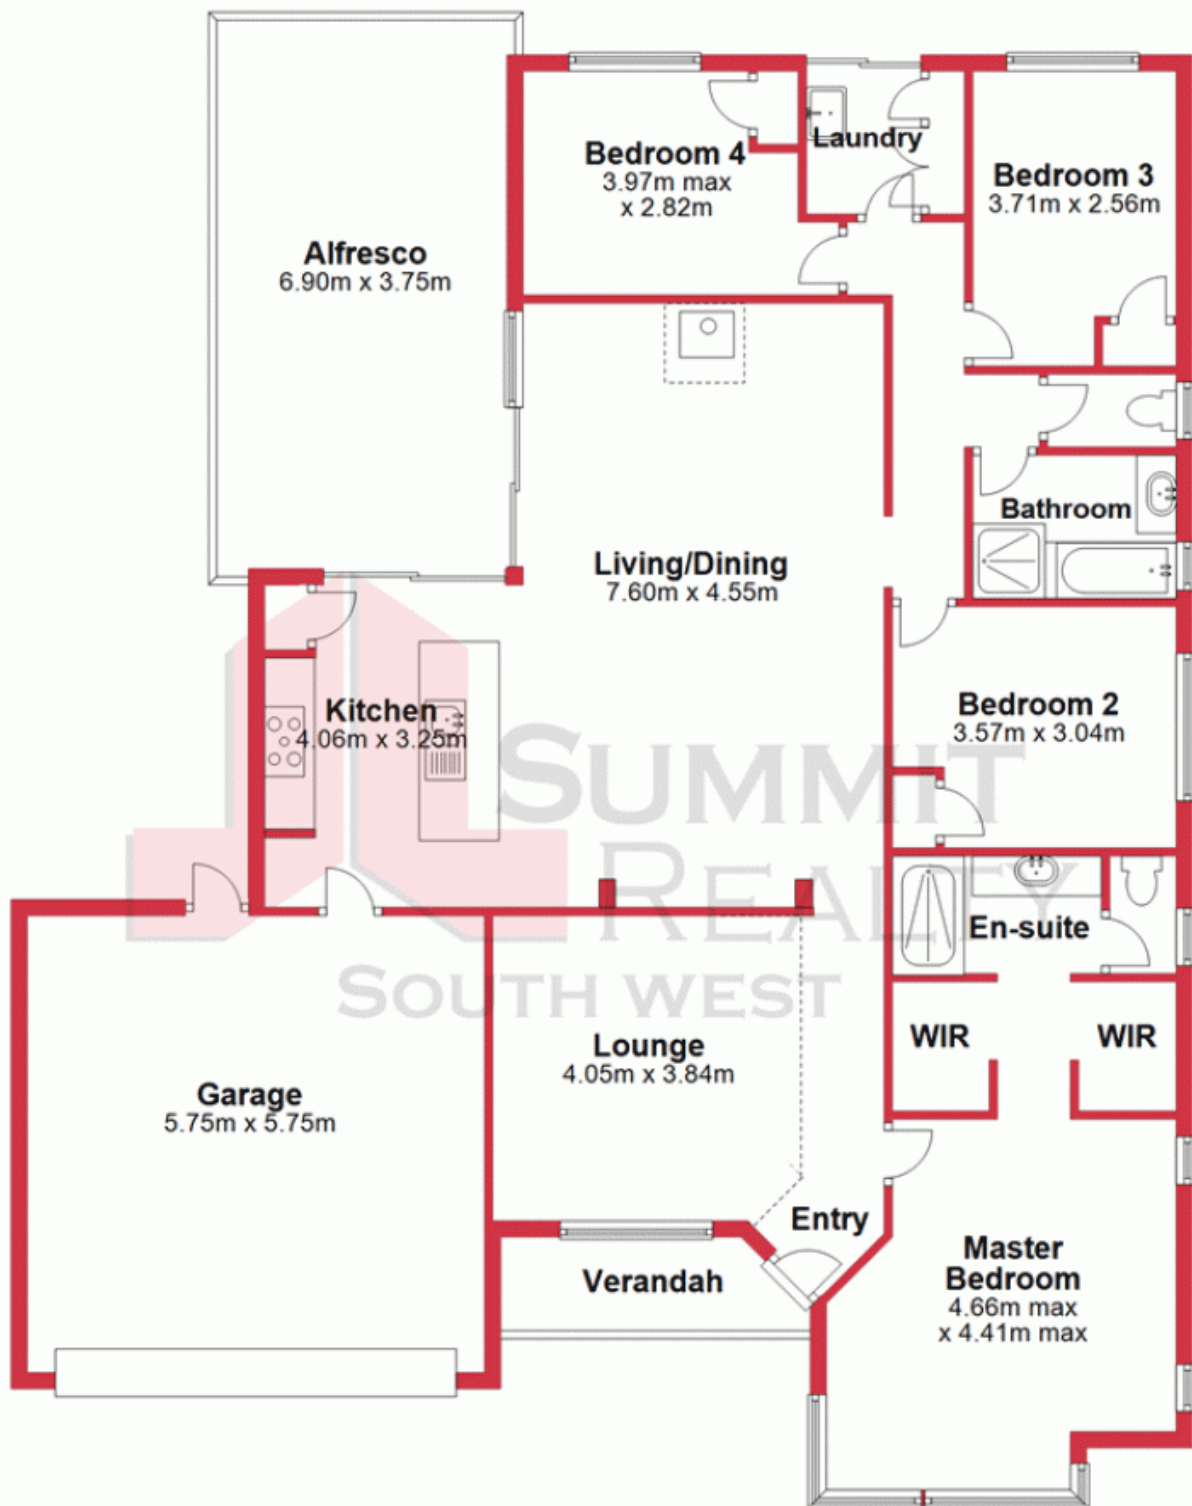 Bedroom 4
3.97m max
x 2.82m
Laundry
Bedroom 3
3.71m x 2.56m
Alfresco
6.90m x 3.75m
Bathroom
Living/Dining
7.60m x 4.55m
Kitchen
4.06m x 3.25m
Bedroom 2
3.57m x 3.04m
SUMMIT
REALTY
SOUTH WEST
En-suite
WIR
WIR
Lounge
4.05m x 3.84m
Garage
5.75m x 5.75m
Entry
Verandah
Master
Bedroom
4.66m max
x 4.41m max